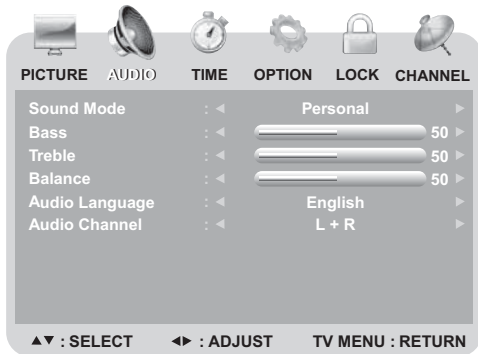 PICTURE AUDIO TIME OPTION LOCK CHANNEL
Sound Mode : ◀ Personal ▶
Bass : ◀ 50 ▶
Treble : ◀ 50 ▶
Balance : ◀ 50 ▶
Audio Language : ◀ English ▶
Audio Channel : ◀ L + R ▶
▲▼ : SELECT ◀▶ : ADJUST TV MENU : RETURN